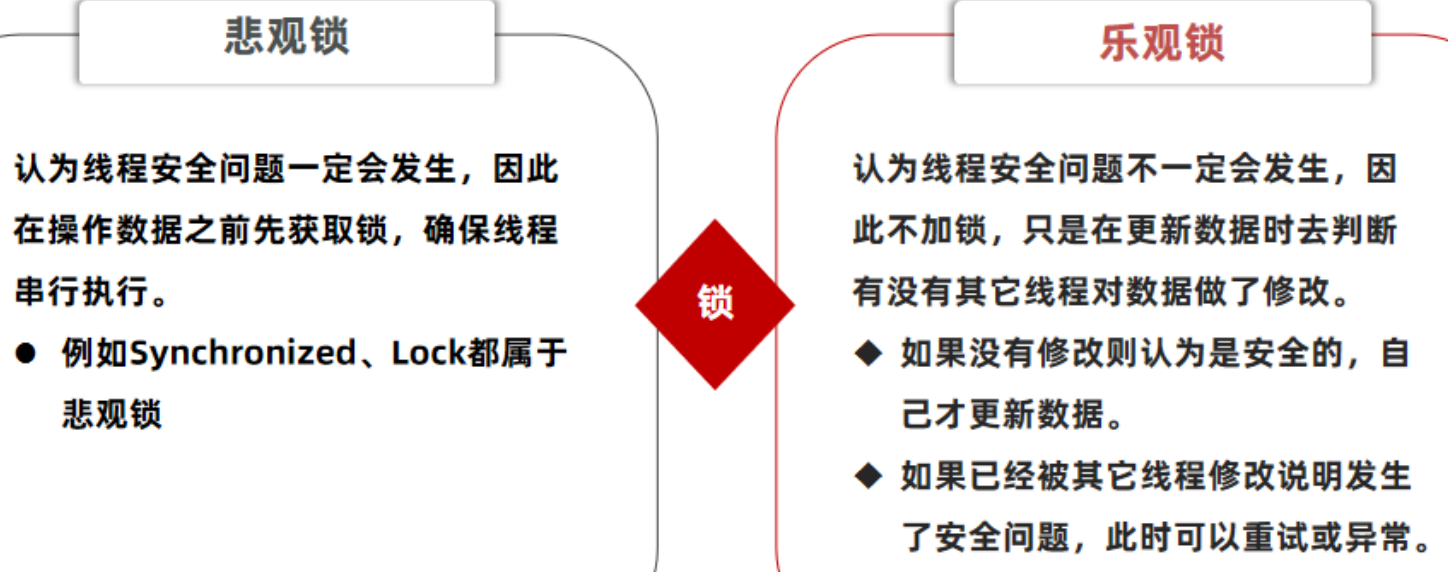 悲观锁
认为线程安全问题一定会发生，因此
在操作数据之前先获取锁，确保线程
串行执行。
例如Synchronized、Lock都属于
悲观锁
锁
乐观锁
认为线程安全问题不一定会发生，因
此不加锁，只是在更新数据时去判断
有没有其它线程对数据做了修改。
如果没有修改则认为是安全的，自
己才更新数据。
如果已经被其它线程修改说明发生
了安全问题，此时可以重试或异常。